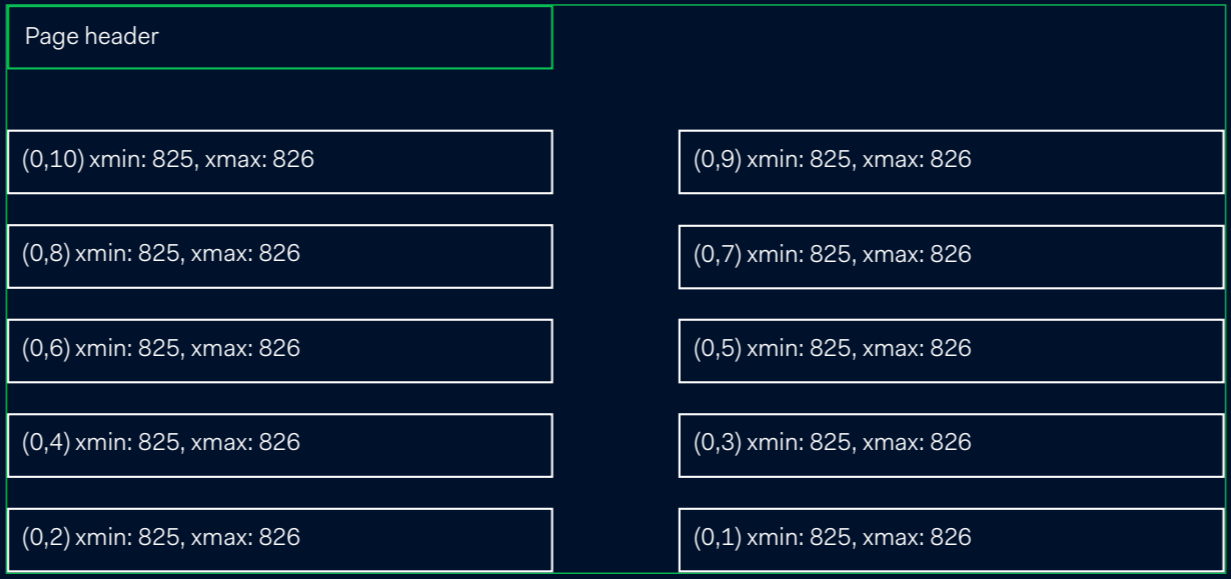 Page header
(0,10) xmin: 825, xmax: 826
(0,9) xmin: 825, xmax: 826
(0,8) xmin: 825, xmax: 826
(0,7) xmin: 825, xmax: 826
(0,6) xmin: 825, xmax: 826
(0,5) xmin: 825, xmax: 826
(0,4) xmin: 825, xmax: 826
(0,3) xmin: 825, xmax: 826
(0,2) xmin: 825, xmax: 826
(0,1) xmin: 825, xmax: 826